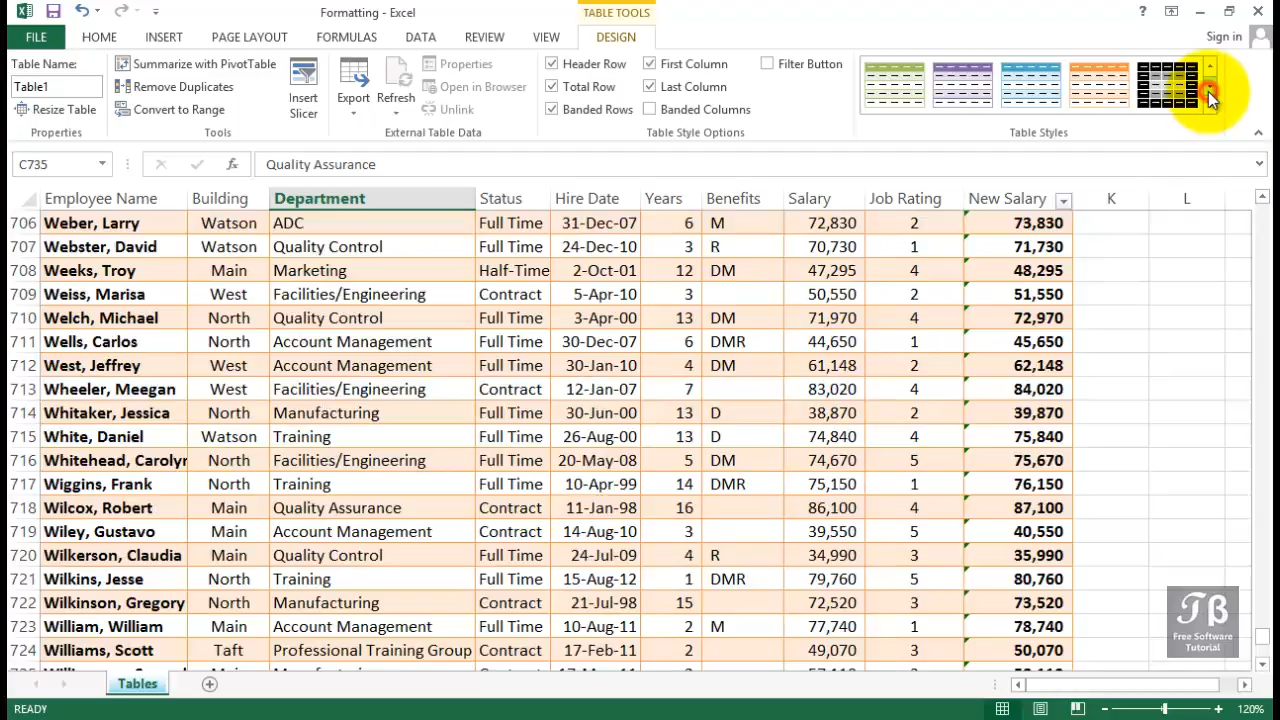 Formatting - Excel
TABLE TOOLS
?
FILE HOME INSERT PAGE LAYOUT FORMULAS DATA REVIEW VIEW DESIGN Sign in
Table Name:
Table1
Resize Table
Properties
Summarize with PivotTable
Remove Duplicates
Convert to Range
Tools
Insert
Slicer
Export Refresh
Properties
Open in Browser
Unlink
External Table Data
Header Row First Column Filter Button
Total Row Last Column
Banded Rows Banded Columns
Table Style Options
Table Styles
C735 fx Quality Assurance
Employee Name Building Department Status Hire Date Years Benefits Salary Job Rating New Salary K L
706 Weber, Larry Watson ADC Full Time 31-Dec-07 6 M 72,830 2 73,830
707 Webster, David Watson Quality Control Full Time 24-Dec-10 3 R 70,730 1 71,730
708 Weeks, Troy Main Marketing Half-Time 2-Oct-01 12 DM 47,295 4 48,295
709 Weiss, Marisa West Facilities/Engineering Contract 5-Apr-10 3 50,550 2 51,550
710 Welch, Michael North Quality Control Full Time 3-Apr-00 13 DM 71,970 4 72,970
711 Wells, Carlos North Account Management Full Time 30-Dec-07 6 DMR 44,650 1 45,650
712 West, Jeffrey North Account Management Full Time 30-Jan-10 4 DM 61,148 2 62,148
713 Wheeler, Meegan West Facilities/Engineering Contract 12-Jan-07 7 83,020 4 84,020
714 Whitaker, Jessica North Manufacturing Full Time 30-Jun-00 13 D 38,870 2 39,870
715 White, Daniel Watson Training Full Time 26-Aug-00 13 D 74,840 4 75,840
716 Whitehead, Carolyn North Facilities/Engineering Full Time 20-May-08 5 DM 74,670 5 75,670
717 Wiggins, Frank North Training Full Time 10-Apr-99 14 DMR 75,150 1 76,150
718 Wilcox, Robert Main Quality Assurance Contract 11-Jan-98 16 86,100 4 87,100
719 Wiley, Gustavo Main Account Management Contract 14-Aug-10 3 39,550 5 40,550
720 Wilkerson, Claudia Main Quality Control Full Time 24-Jul-09 4 R 34,990 3 35,990
721 Wilkins, Jesse North Training Full Time 15-Aug-12 1 DMR 79,760 5 80,760
722 Wilkinson, Gregory North Manufacturing Contract 21-Jul-98 15 72,520 3 73,520
723 William, William North Account Management Full Time 10-Aug-11 2 M 77,740 1 78,740
724 Williams, Scott Taft Professional Training Group Contract 17-Feb-11 2 49,070 3 50,070
TB
Free Software
Tutorial
Tables
READY 120%